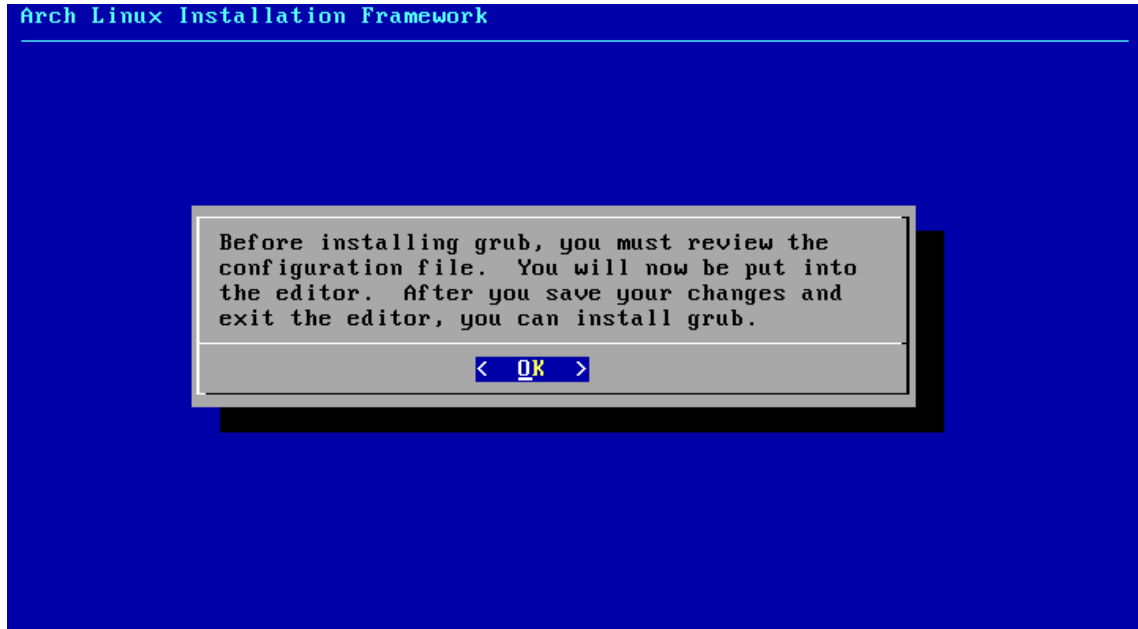 Arch Linux Installation Framework
Before installing grub, you must review the
configuration file.  You will now be put into
the editor.  After you save your changes and
exit the editor, you can install grub.
<  OK  >